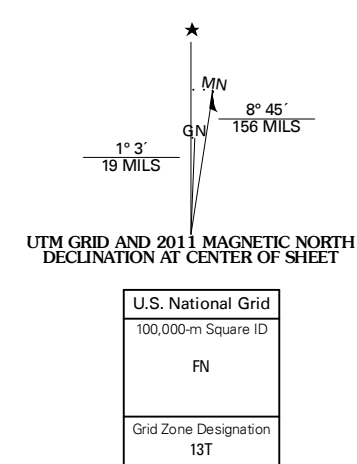 ★
MN
8° 45´
156 MILS
GN
1° 3´
19 MILS
UTM GRID AND 2011 MAGNETIC NORTH
DECLINATION AT CENTER OF SHEET
U.S. National Grid
100,000-m Square ID
FN
Grid Zone Designation
13T